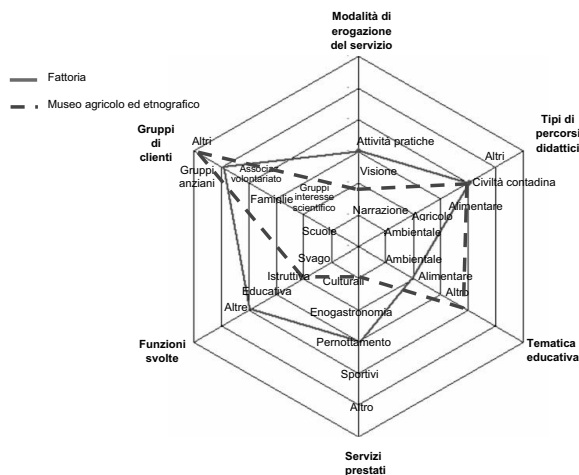 Modalità di
erogazione
del servizio
Fattoria
Museo agricolo ed etnografico
Gruppi
di
clienti
Tipi di
percorsi
didattici
Altri
Gruppi
anziani
Associaz.
volontariato
Famiglie
Gruppi
interesse
scientifico
Scuole
Attività pratiche
Visione
Narrazione
Altri
Civiltà contadina
Alimentare
Agricolo
Ambientale
Svago
Istruttiva
Educativa
Altre
Ambientale
Alimentare
Altro
Culturali
Enogastronomia
Pernottamento
Sportivi
Altro
Funzioni
svolte
Tematica
educativa
Servizi
prestati